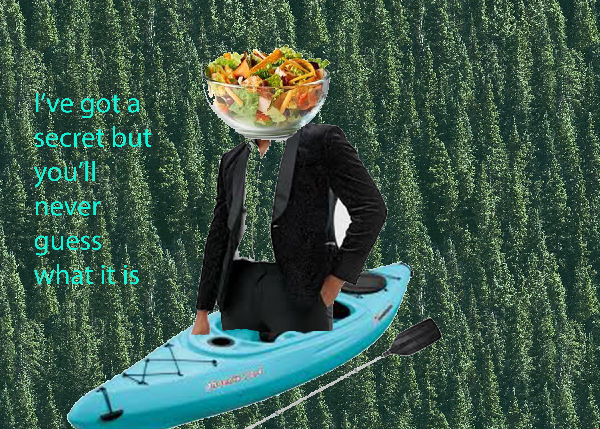 I've got a
secret but
you'll
never
guess
what it is